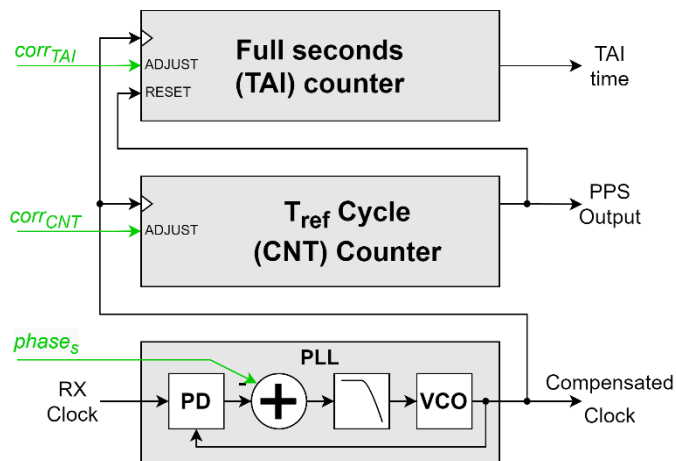 corrTAI
ADJUST
RESET
Full seconds
(TAI) counter
TAI
time
corrCNT
ADJUST
Tref Cycle
(CNT) Counter
PPS
Output
phases
PLL
RX
Clock
PD
-
+
VCO
Compensated
Clock